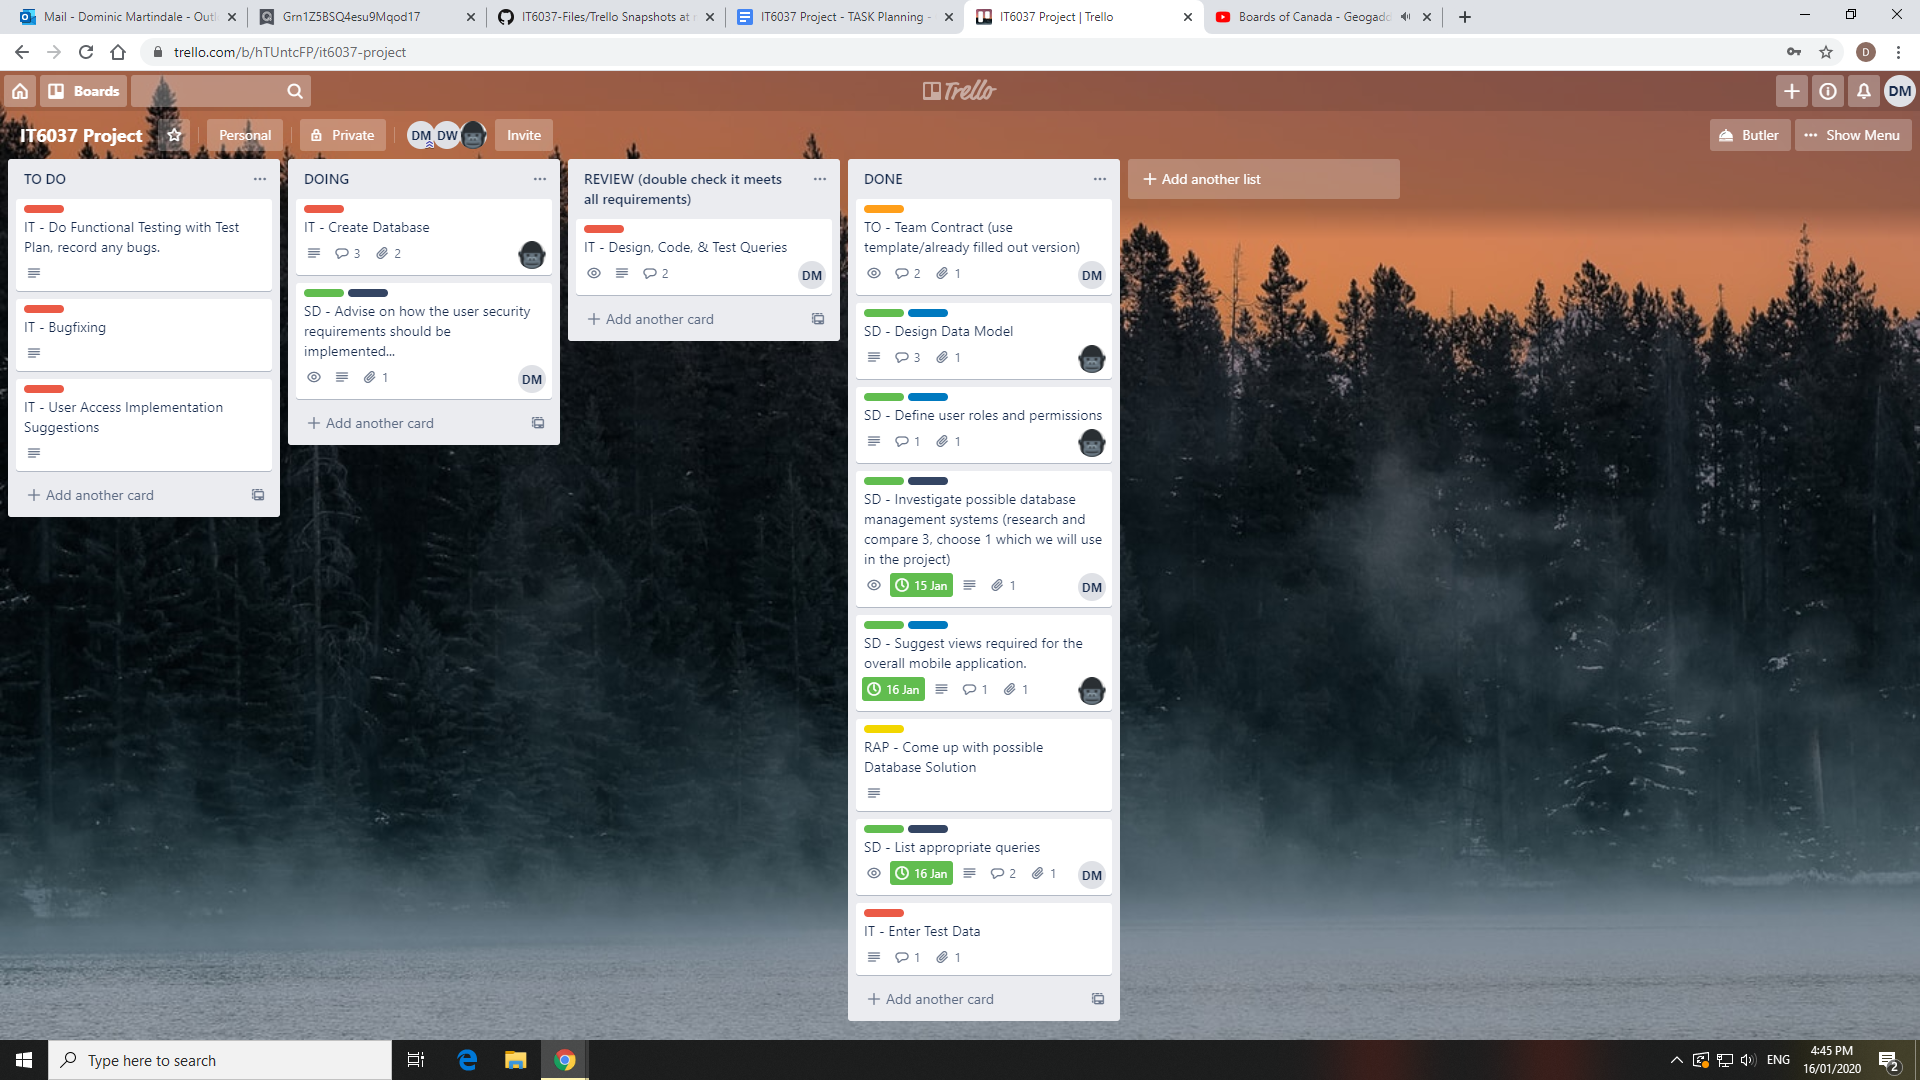 Mail - Dominic Martindale - Outl
Grn1Z5BSQ4esu9Mqod17
IT6037-Files/Trello Snapshots at
IT6037 Project - TASK Planning -
IT6037 Project | Trello
Boards of Canada - Geogadd
trello.com/b/hTUntcFP/it6037-project
D
Boards
Trello
DM
IT6037 Project
Personal
Private
DM
DW
Invite
Butler
Show Menu
TO DO
IT - Do Functional Testing with Test
Plan, record any bugs.
IT - Bugfixing
IT - User Access Implementation
Suggestions
+ Add another card
DOING
IT - Create Database
3
2
SD - Advise on how the user security
requirements should be
implemented...
1
DM
+ Add another card
REVIEW (double check it meets
all requirements)
IT - Design, Code, & Test Queries
2
DM
+ Add another card
DONE
TO - Team Contract (use
template/already filled out version)
2
1
DM
SD - Design Data Model
3
1
SD - Define user roles and permissions
1
1
SD - Investigate possible database
management systems (research and
compare 3, choose 1 which we will use
in the project)
15 Jan
1
DM
SD - Suggest views required for the
overall mobile application.
16 Jan
1
1
RAP - Come up with possible
Database Solution
SD - List appropriate queries
16 Jan
2
1
DM
IT - Enter Test Data
1
1
+ Add another card
+ Add another list
Type here to search
ENG
4:45 PM
16/01/2020
2